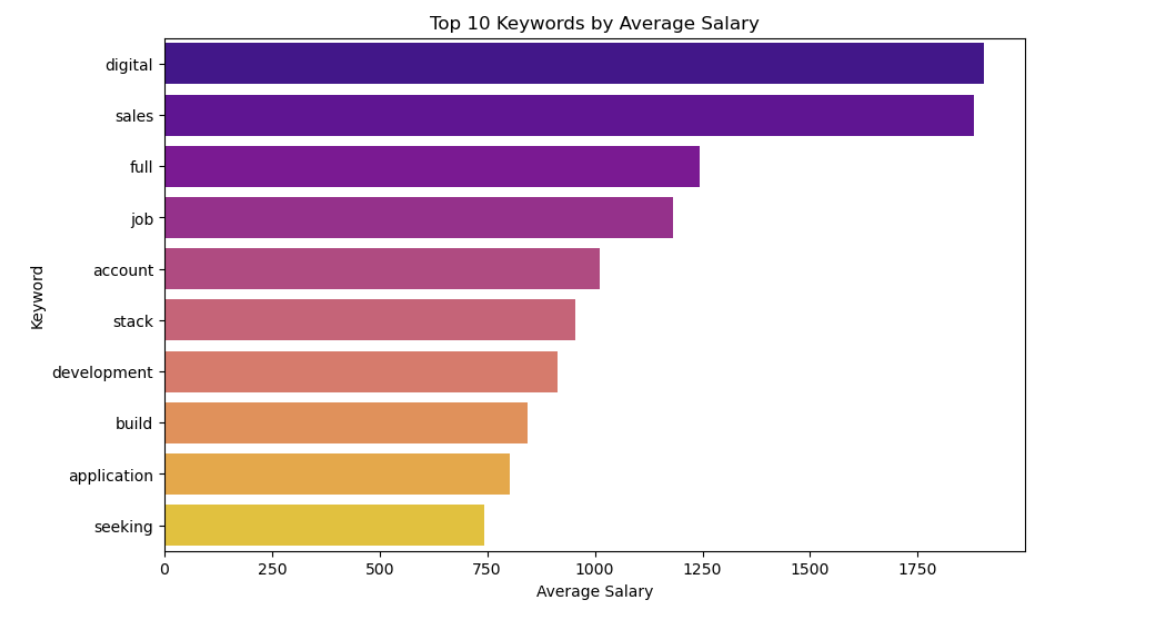 Top 10 Keywords by Average Salary
Keyword
digital
sales
full
job
account
stack
development
build
application
seeking
0 250 500 750 1000 1250 1500 1750
Average Salary